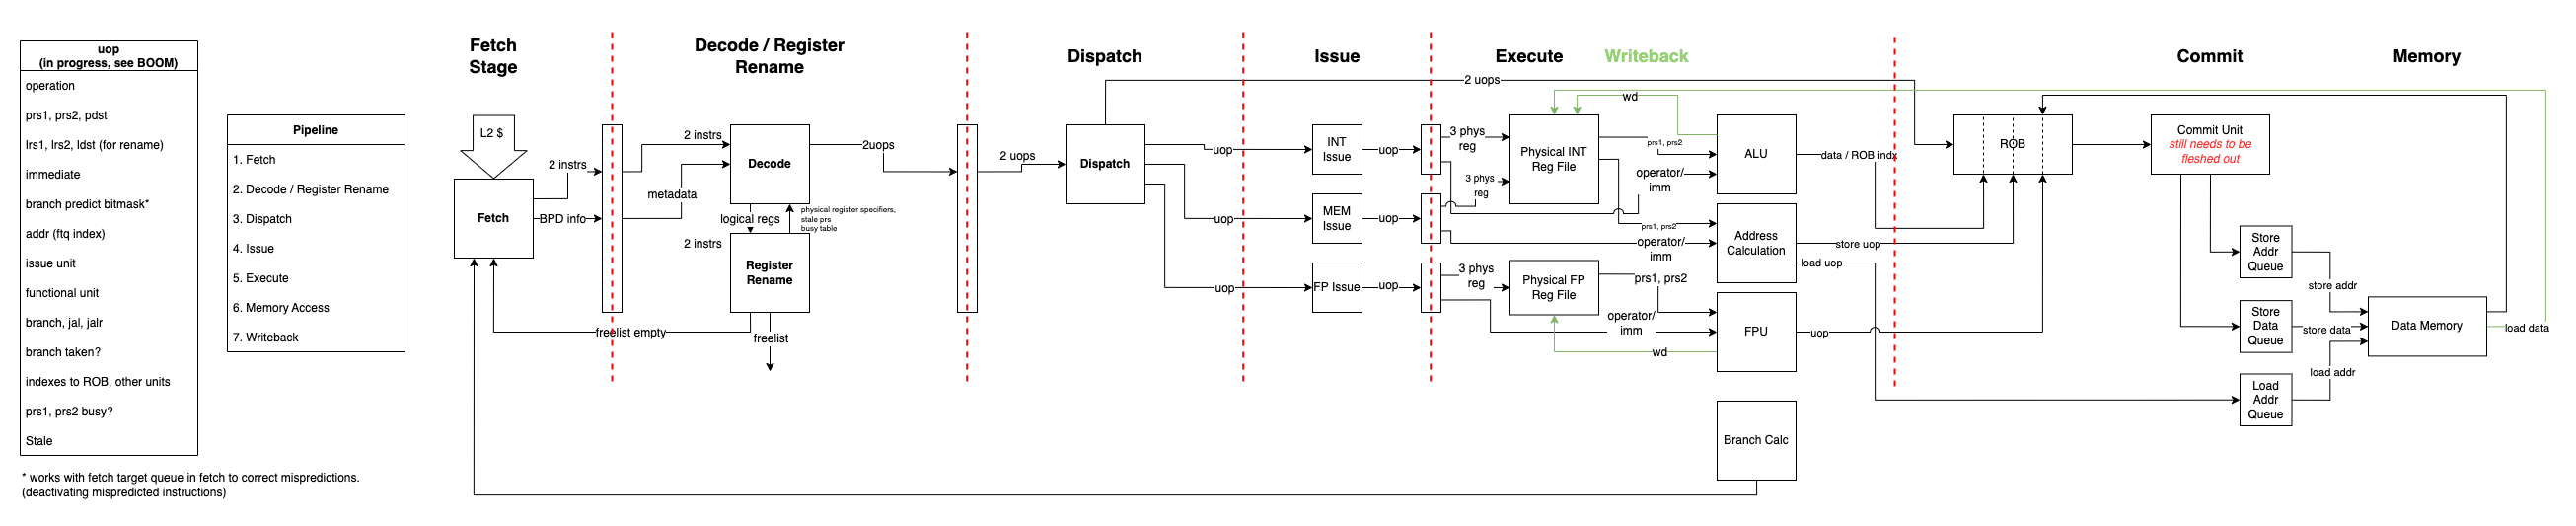 uop
(in progress, see BOOM)
operation
prs1, prs2, pdst
lrs1, lrs2, ldst (for rename)
immediate
branch predict bitmask*
addr (ftq index)
issue unit
functional unit
branch, jal, jalr
branch taken?
indexes to ROB, other units
prs1, prs2 busy?
Stale
* works with fetch target queue in fetch to correct mispredictions.
(deactivating mispredicted instructions)
Pipeline
1. Fetch
2. Decode / Register Rename
3. Dispatch
4. Issue
5. Execute
6. Memory Access
7. Writeback
Fetch
Stage
L2 $
Fetch
2 instrs
BPD info
freelist empty
Decode / Register
Rename
2 instrs
metadata
Decode
2uops
logical regs
physical register specifiers,
stale prs
busy table
2 instrs
Register
Rename
freelist
2 uops
Dispatch
Dispatch
2 uops
uop
uop
uop
Issue
INT
Issue
MEM
Issue
FP Issue
uop
uop
uop
Execute
Writeback
wd
3 phys
reg
3 phys
reg
Physical INT
Reg File
prs1, prs2
operator/
imm
ALU
data / ROB indx
prs1, prs2
operator/
imm
Address
Calculation
store uop
load uop
3 phys
reg
Physical FP
Reg File
prs1, prs2
operator/
imm
FPU
uop
wd
Branch Calc
Commit
ROB
Commit Unit
still needs to be
fleshed out
Store
Addr
Queue
Store
Data
Queue
Load
Addr
Queue
Memory
store addr
store data
load addr
Data Memory
load data